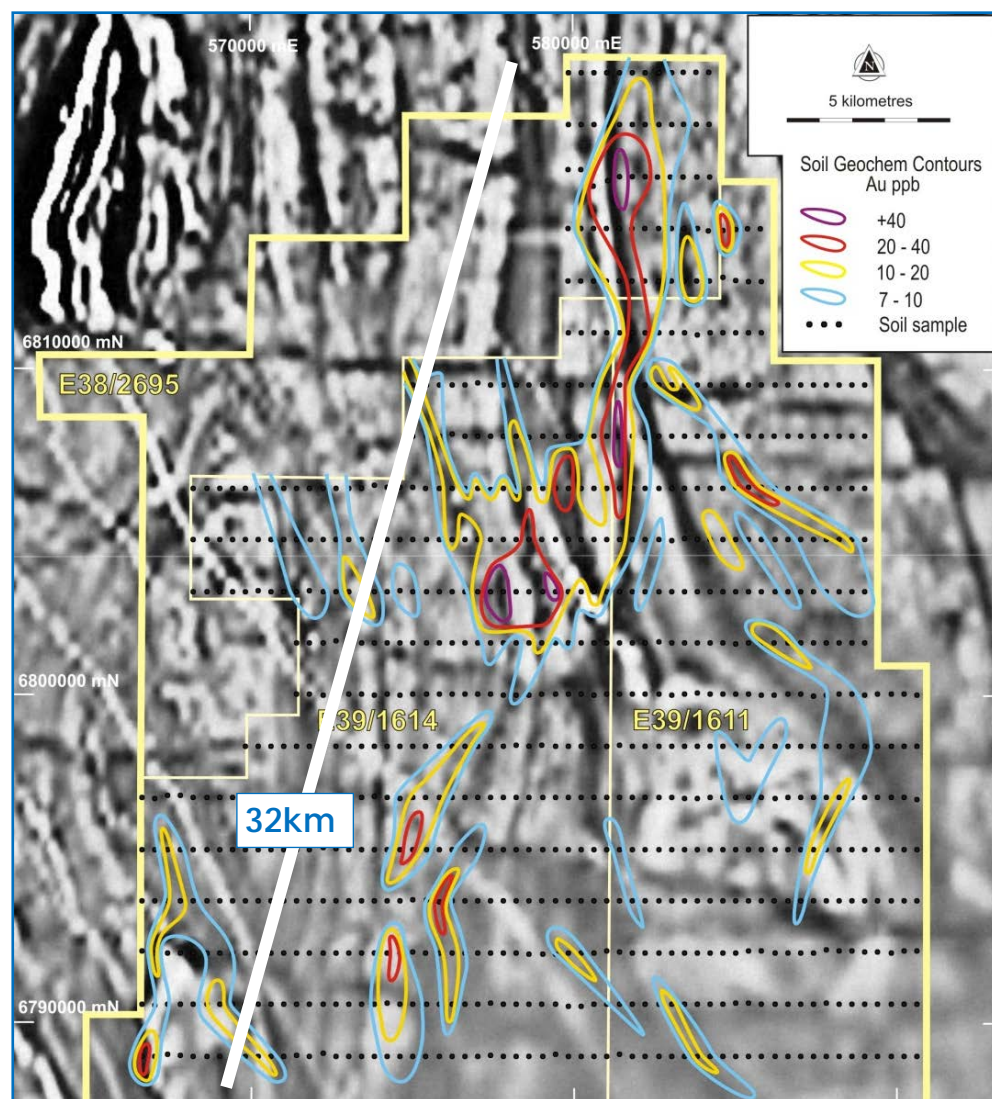 570000 mE
580000 mE
N
5 kilometres
Soil Geochem Contours
Au ppb
+40
20 - 40
10 - 20
7 - 10
Soil sample
6810000 mN
E38/2695
6800000 mN
E39/1614
E39/1611
32km
6790000 mN